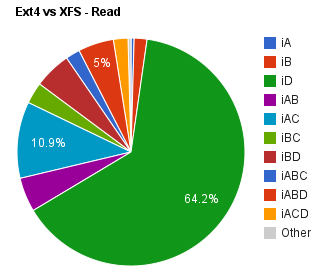 Ext4 vs XFS - Read
5%
10.9%
64.2%
iA
iB
iD
iAB
iAC
iBC
iBD
iABC
iABD
iACD
Other